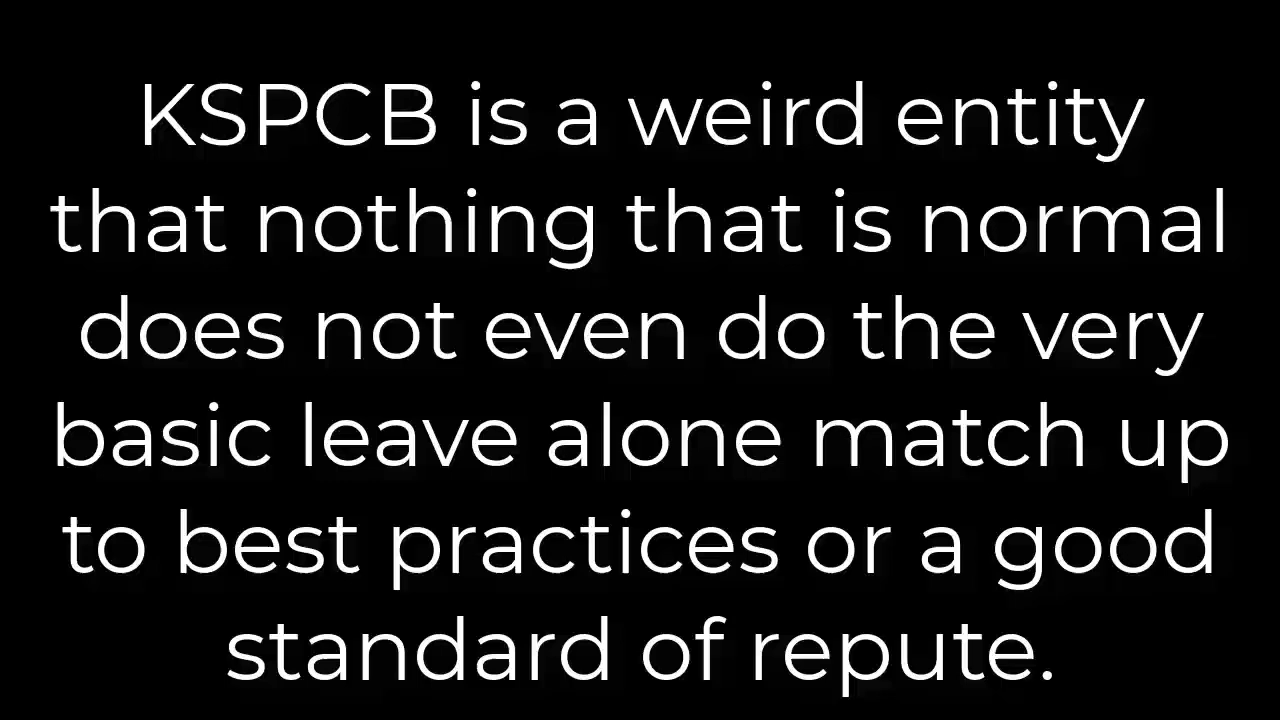 KSPCB is a weird entity
that nothing that is normal
does not even do the very
basic leave alone match up
to best practices or a good
standard of repute.